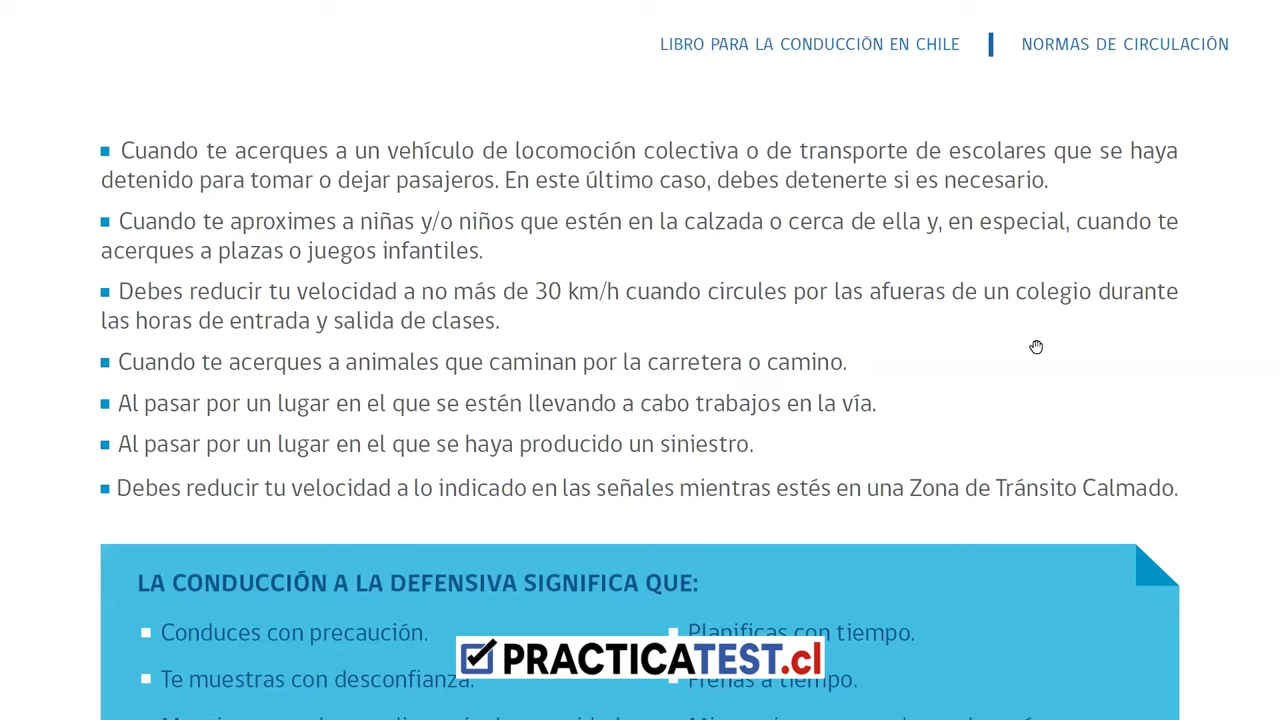 LIBRO PARA LA CONDUCCIÓN EN CHILE | NORMAS DE CIRCULACIÓN
Cuando te acerques a un vehículo de locomoción colectiva o de transporte de escolares que se haya
detenido para tomar o dejar pasajeros. En este último caso, debes detenerte si es necesario.
Cuando te aproximes a niñas y/o niños que estén en la calzada o cerca de ella y, en especial, cuando te
acerques a plazas o juegos infantiles.
Debes reducir tu velocidad a no más de 30 km/h cuando circules por las afueras de un colegio durante
las horas de entrada y salida de clases.
Cuando te acerques a animales que caminan por la carretera o camino.
Al pasar por un lugar en el que se estén llevando a cabo trabajos en la vía.
Al pasar por un lugar en el que se haya producido un siniestro.
Debes reducir tu velocidad a lo indicado en las señales mientras estés en una Zona de Tránsito Calmado.
LA CONDUCCIÓN A LA DEFENSIVA SIGNIFICA QUE:
Conduces con precaución.
Planificas con tiempo.
Te muestras con desconfianza.
Frenas a tiempo.
PRACTICATEST.cl